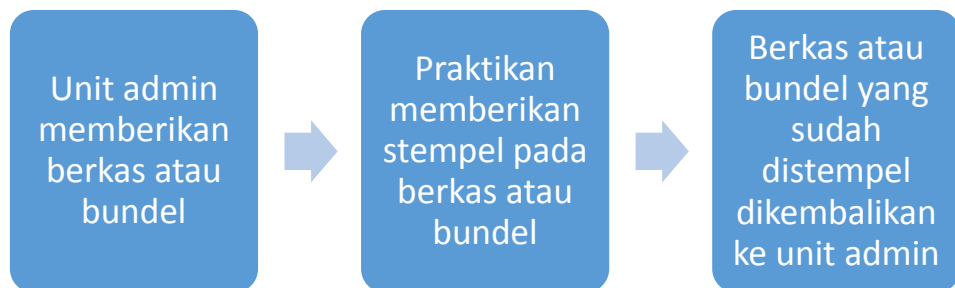 Unit admin
memberikan
berkas atau
bundel
Praktikan
memberikan
stempel pada
berkas atau
bundel
Berkas atau
bundel yang
sudah
distempel
dikembalikan
ke unit admin